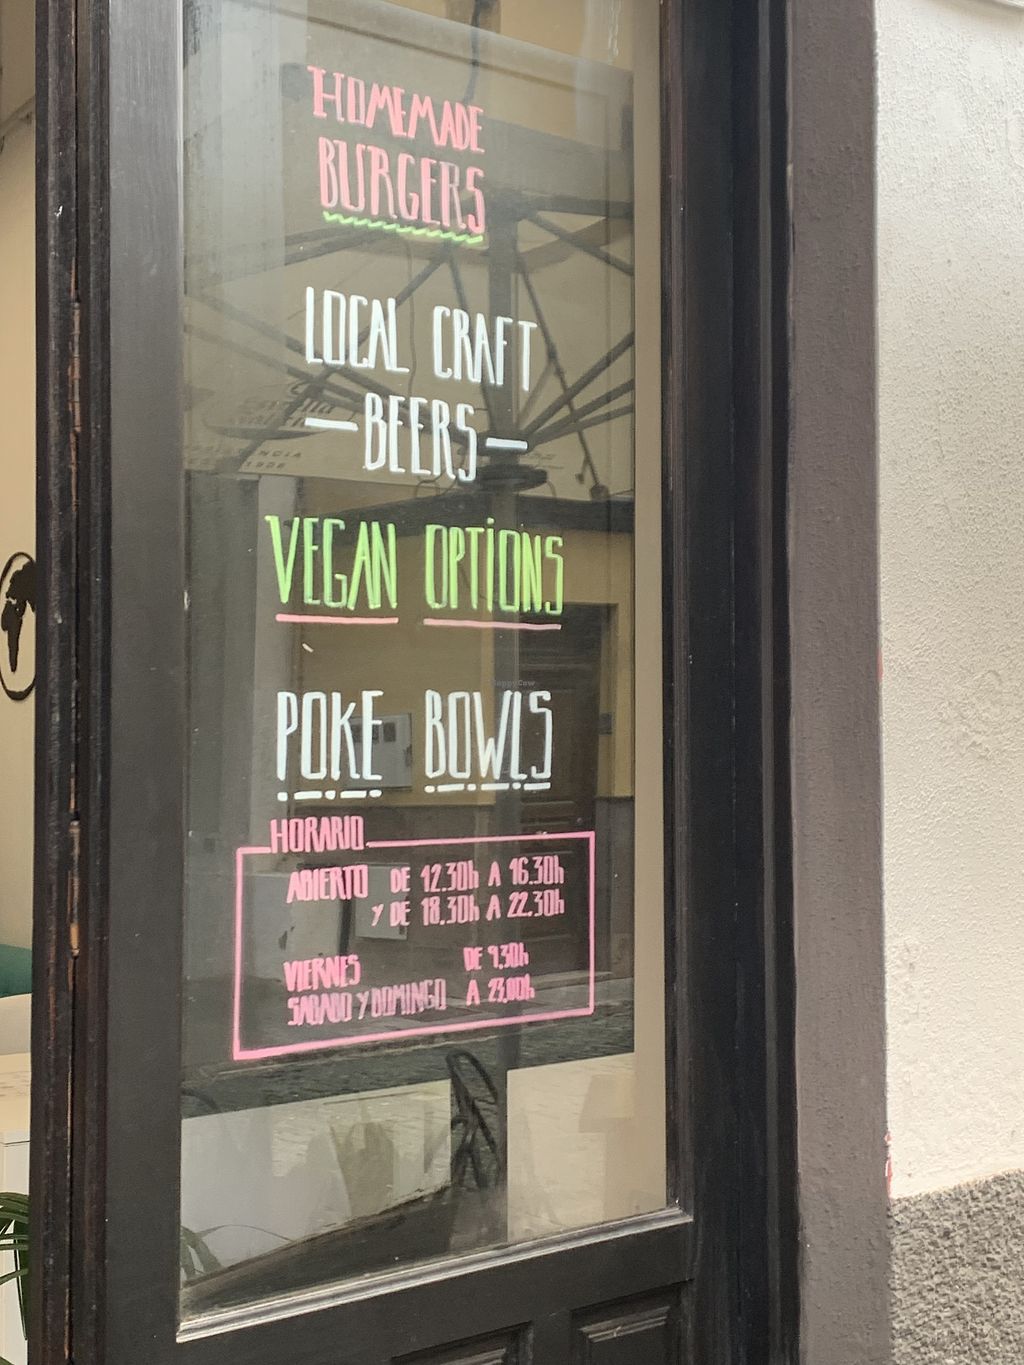 HOMEMADE
BURGERS
LOCAL CRAFT
—BEERS—
VEGAN OPTiONS
POKE BOWLS
HORARIO
ABIERTO DE 12.30h A 16.30h
y DE 18.30h A 22.30h
VIERNES DE 9.30h
SABADO Y DOMINGO A 23.00h
HappyCow